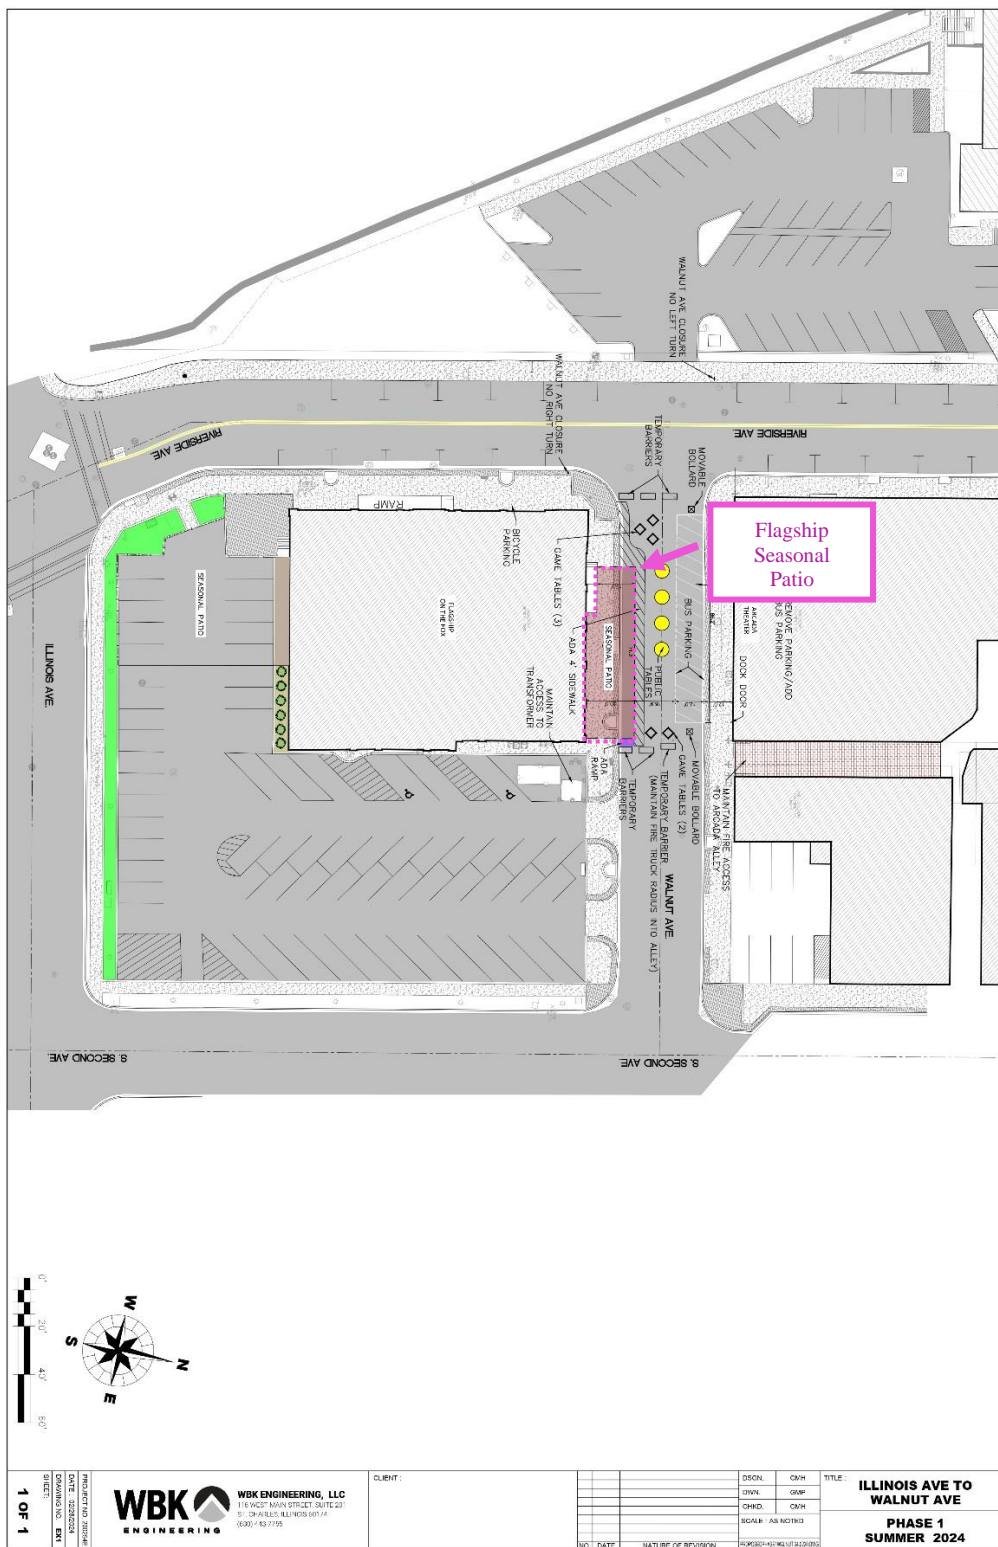 WALNUT AVE CLOSURE
NO LEFT TURN
WALNUT AVE CLOSURE
NO RIGHT TURN
RIVERSIDE AVE.
RIVERSIDE AVE.
TEMPORARY
BARRIERS
MOVABLE
BOLLARD
Flagship
Seasonal
Patio
RAMP
BICYCLE
PARKING
GAME TABLES (3)
BUS PARKING
REMOVE PARKING/ADD
BUS PARKING
ARCADA
THEATER
DOCK DOOR
SEASONAL PATIO
FLAGSHIP
ON THE FOX
SEASONAL PATIO
ADA 4' SIDEWALK
PUBLIC
TABLES
MAINTAIN
ACCESS TO
TRANSFORMER
ADA
RAMP
TEMPORARY
BARRIERS
MOVABLE BOLLARD
GAME TABLES (2)
TEMPORARY BARRIER
(MAINTAIN FIRE TRUCK RADIUS INTO ALLEY)
WALNUT AVE.
MAINTAIN FIRE ACCESS
TO ARCADA ALLEY
ILLINOIS AVE.
S. SECOND AVE.
S. SECOND AVE.
W
S
N
E
0'
20'
40'
60'
1 OF 1
SHEET:
DRAWING NO. EX1
DATE: 02/28/2024
PROJECT NO.
WBK
ENGINEERING
WBK ENGINEERING, LLC
116 WEST MAIN STREET, SUITE 201
ST. CHARLES, ILLINOIS 60174
(630) 443-7755
CLIENT :
NO. DATE NATURE OF REVISION
DSGN. CMH
DWN. GMP
CHKD. CMH
SCALE : AS NOTED
TITLE :
ILLINOIS AVE TO
WALNUT AVE
PHASE 1
SUMMER 2024